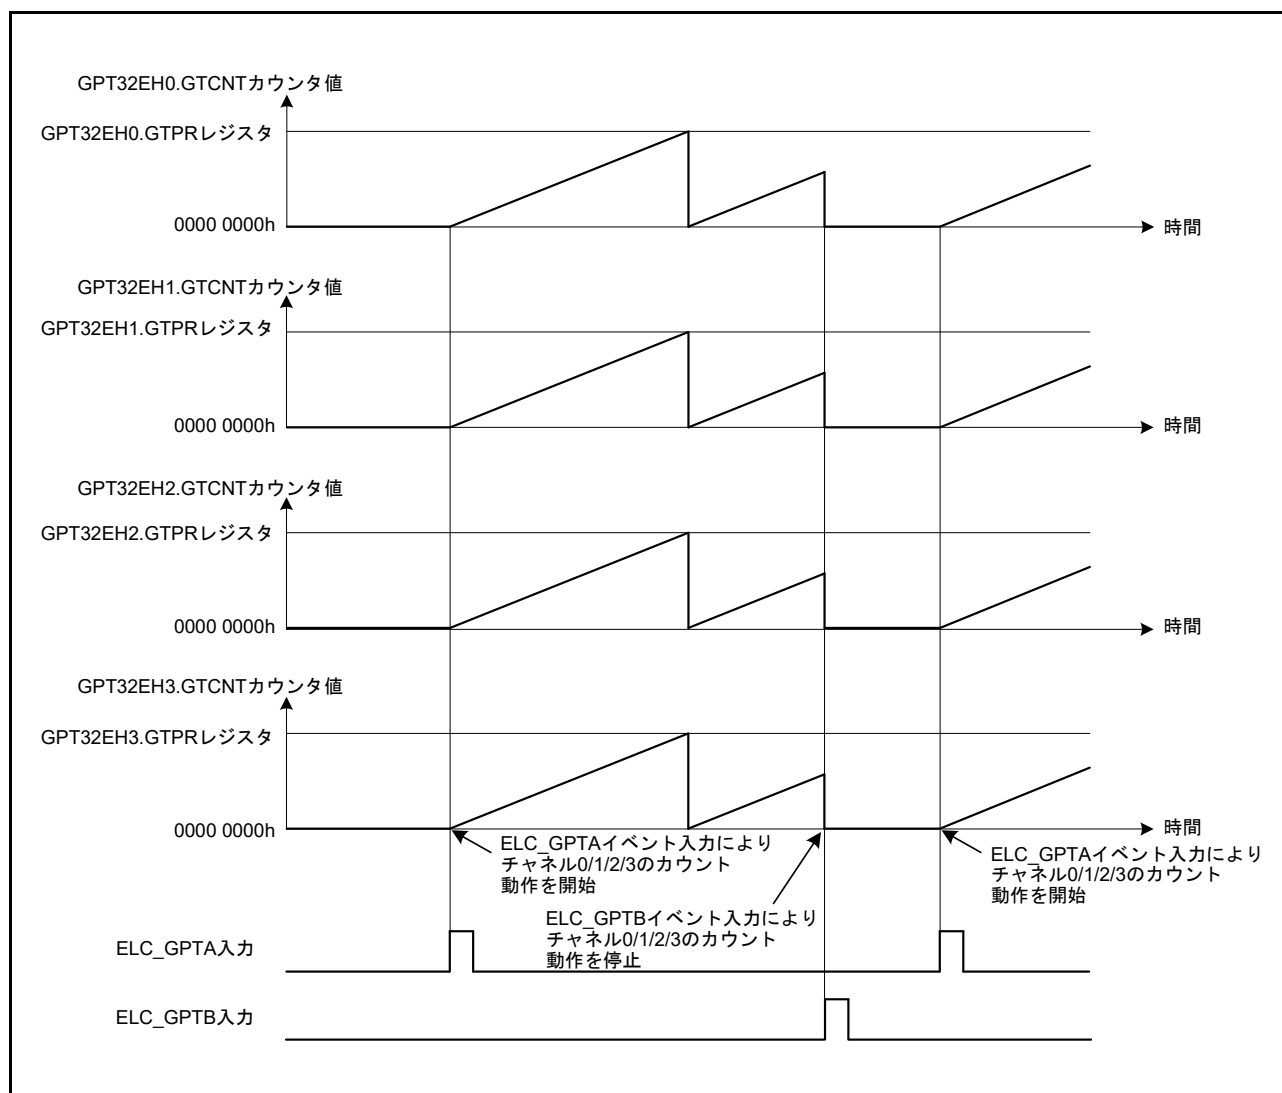 GPT32EH0.GTCNTカウンタ値
GPT32EH0.GTPRレジスタ
0000 0000h
時間
GPT32EH1.GTCNTカウンタ値
GPT32EH1.GTPRレジスタ
0000 0000h
時間
GPT32EH2.GTCNTカウンタ値
GPT32EH2.GTPRレジスタ
0000 0000h
時間
GPT32EH3.GTCNTカウンタ値
GPT32EH3.GTPRレジスタ
0000 0000h
時間
ELC_GPTAイベント入力により
チャネル0/1/2/3のカウント
動作を開始
ELC_GPTBイベント入力により
チャネル0/1/2/3のカウント
動作を停止
ELC_GPTAイベント入力により
チャネル0/1/2/3のカウント
動作を開始
ELC_GPTA入力
ELC_GPTB入力